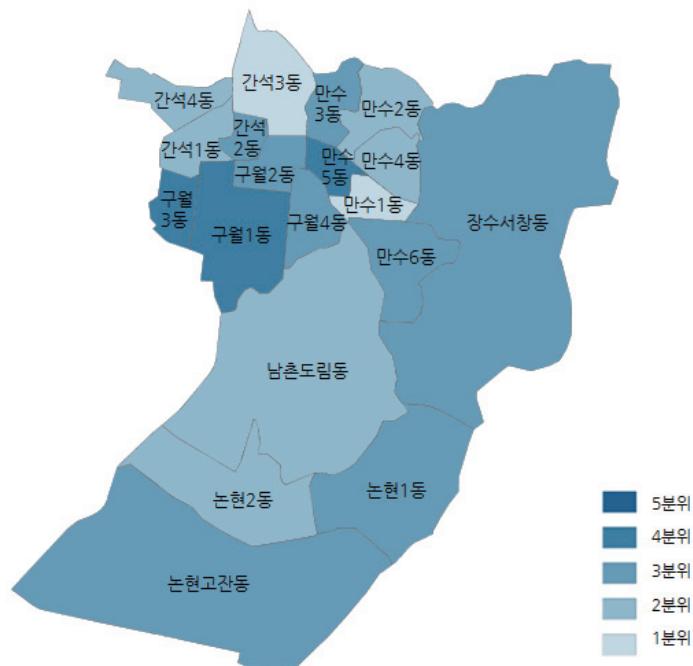 간석3동
간석4동
만수
3동
만수2동
간석
2동
간석1동
만수
5동
만수4동
구월2동
구월
3동
만수1동
구월4동
구월1동
장수서창동
만수6동
남촌도림동
논현2동
논현1동
논현고잔동
5분위
4분위
3분위
2분위
1분위